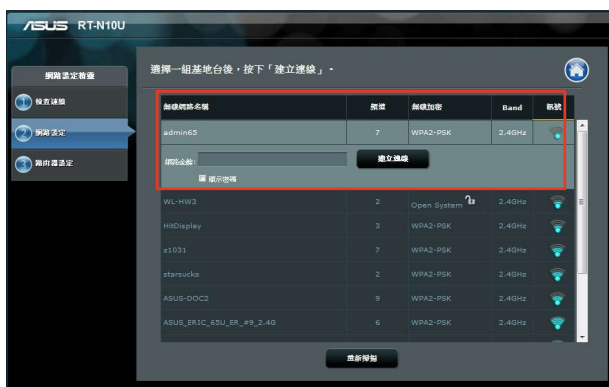 ASUS RT-N10U
網路設定精靈
1 檢查連線
2 網路設定
3 路由器設定
選擇一組基地台後，按下「建立連線」。
無線網路名稱 頻道 無線加密 Band 訊號
admin65 7 WPA2-PSK 2.4GHz
網路金鑰: 建立連線
顯示密碼
WL-HW3 2 Open System 2.4GHz
HitDisplay 3 WPA2-PSK 2.4GHz
z1031 7 WPA2-PSK 2.4GHz
starsucks 2 WPA2-PSK 2.4GHz
ASUS-DOC2 9 WPA2-PSK 2.4GHz
ASUS_ERIC_65U_ER_#9_2.4G 6 WPA2-PSK 2.4GHz
重新掃描